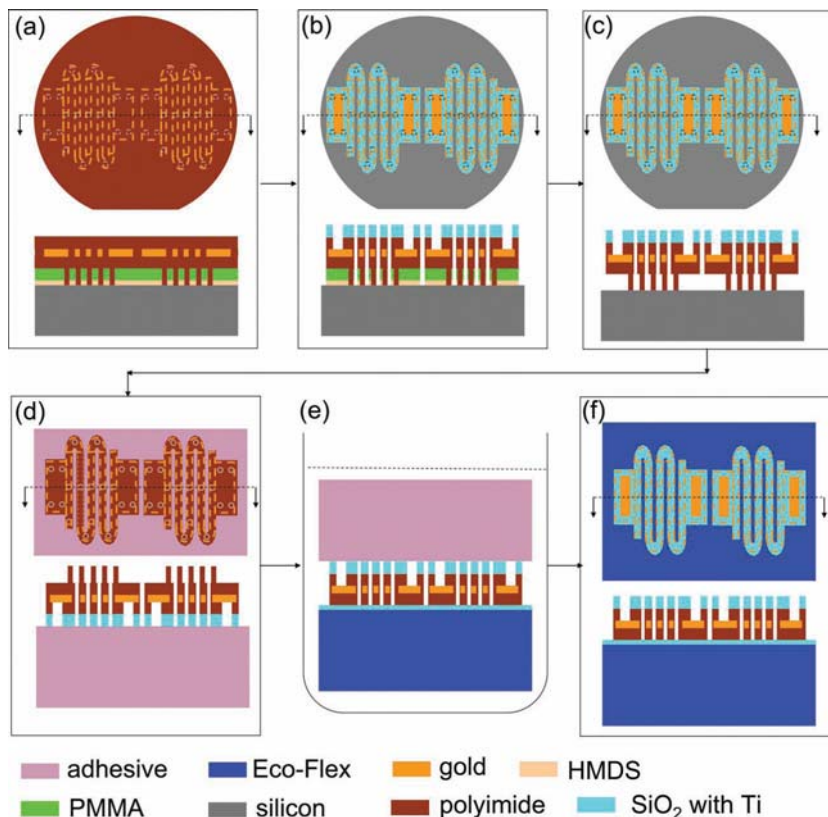 (a)
(b)
(c)
(d)
(e)
(f)
adhesive
Eco-Flex
gold
HMDS
PMMA
silicon
polyimide
SiO₂ with Ti